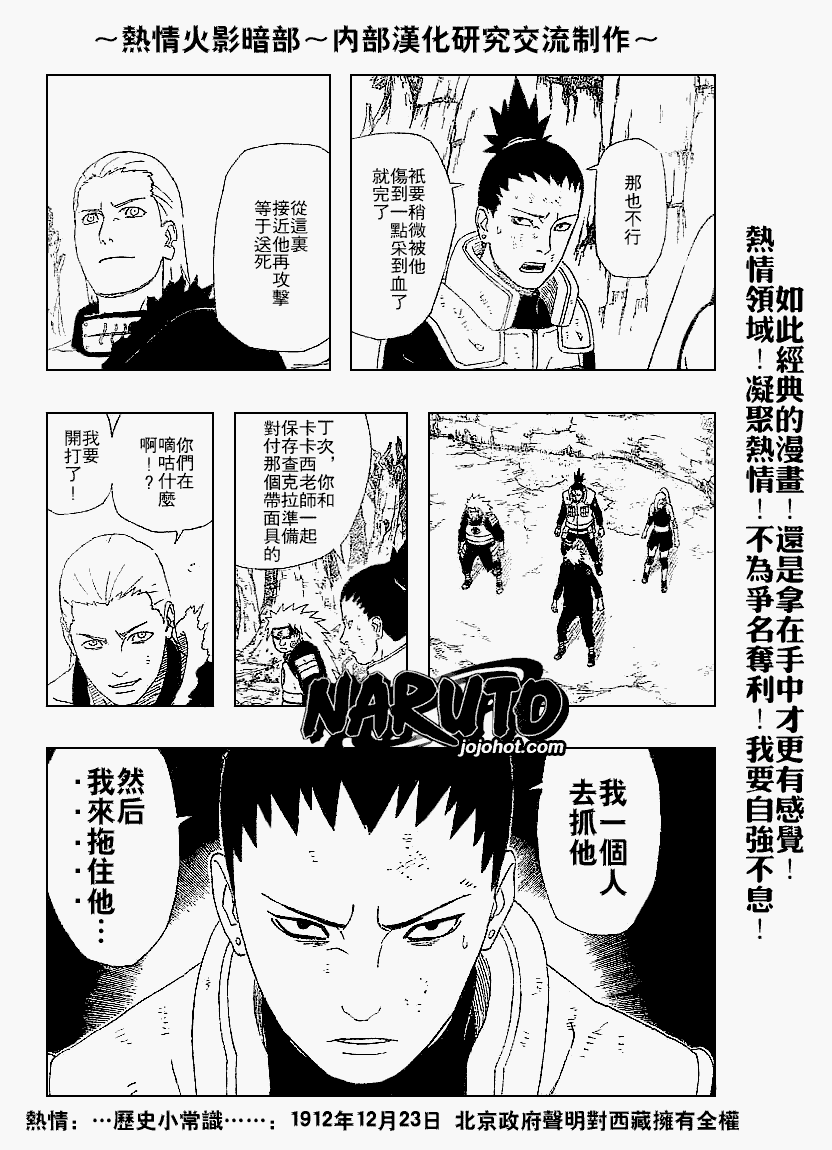 ～熱情火影暗部～内部漢化研究交流制作～
那也不行
衹要稍微被他
傷到一點采到血了
就完了
從這裏
接近他再攻擊
等于送死
丁次，你和
卡卡西老師一起
保存查克拉準備
對付那個帶面具的
你們在
嘀咕什麼
啊！？
我要
開打了！
NARUTO
jojohot.com
我一個人
去抓他
然后
·我·來·拖·住·他…
如此經典的漫畫！還是拿在手中才更有感覺！
熱情領域！凝聚熱情！不為爭名奪利！我要自強不息！
熱情：…歷史小常識……：1912年12月23日 北京政府聲明對西藏擁有全權